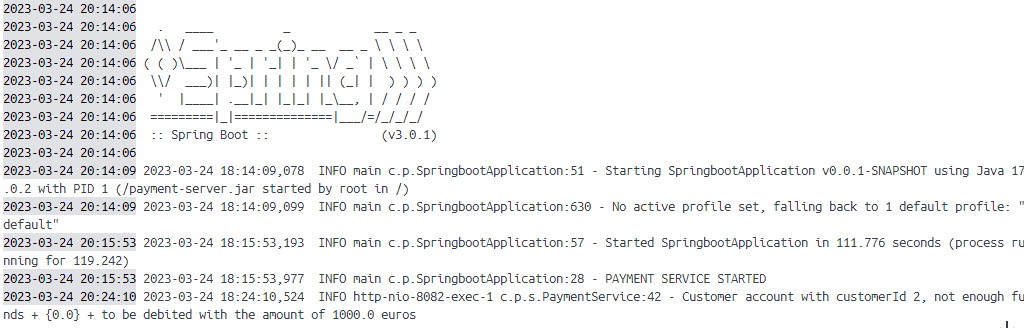 2023-03-24 20:14:06
2023-03-24 20:14:06   .   ____          _            __ _ _
2023-03-24 20:14:06  /\\ / ___'_ __ _ _(_)_ __  __ _ \ \ \ \
2023-03-24 20:14:06 ( ( )\___ | '_ | '_| | '_ \/ _` | \ \ \ \
2023-03-24 20:14:06  \\/  ___)| |_)| | | | | || (_| |  ) ) ) )
2023-03-24 20:14:06   '  |____| .__|_| |_|_| |_\__, | / / / /
2023-03-24 20:14:06  =========|_|==============|___/=/_/_/_/
2023-03-24 20:14:06  :: Spring Boot ::                (v3.0.1)
2023-03-24 20:14:06
2023-03-24 20:14:09 2023-03-24 18:14:09,078  INFO main c.p.SpringbootApplication:51 - Starting SpringbootApplication v0.0.1-SNAPSHOT using Java 17
.0.2 with PID 1 (/payment-server.jar started by root in /)
2023-03-24 20:14:09 2023-03-24 18:14:09,099  INFO main c.p.SpringbootApplication:630 - No active profile set, falling back to 1 default profile: "
default"
2023-03-24 20:15:53 2023-03-24 18:15:53,193  INFO main c.p.SpringbootApplication:57 - Started SpringbootApplication in 111.776 seconds (process ru
nning for 119.242)
2023-03-24 20:15:53 2023-03-24 18:15:53,977  INFO main c.p.SpringbootApplication:28 - PAYMENT SERVICE STARTED
2023-03-24 20:24:10 2023-03-24 18:24:10,524  INFO http-nio-8082-exec-1 c.p.s.PaymentService:42 - Customer account with customerId 2, not enough fu
nds + {0.0} + to be debited with the amount of 1000.0 euros